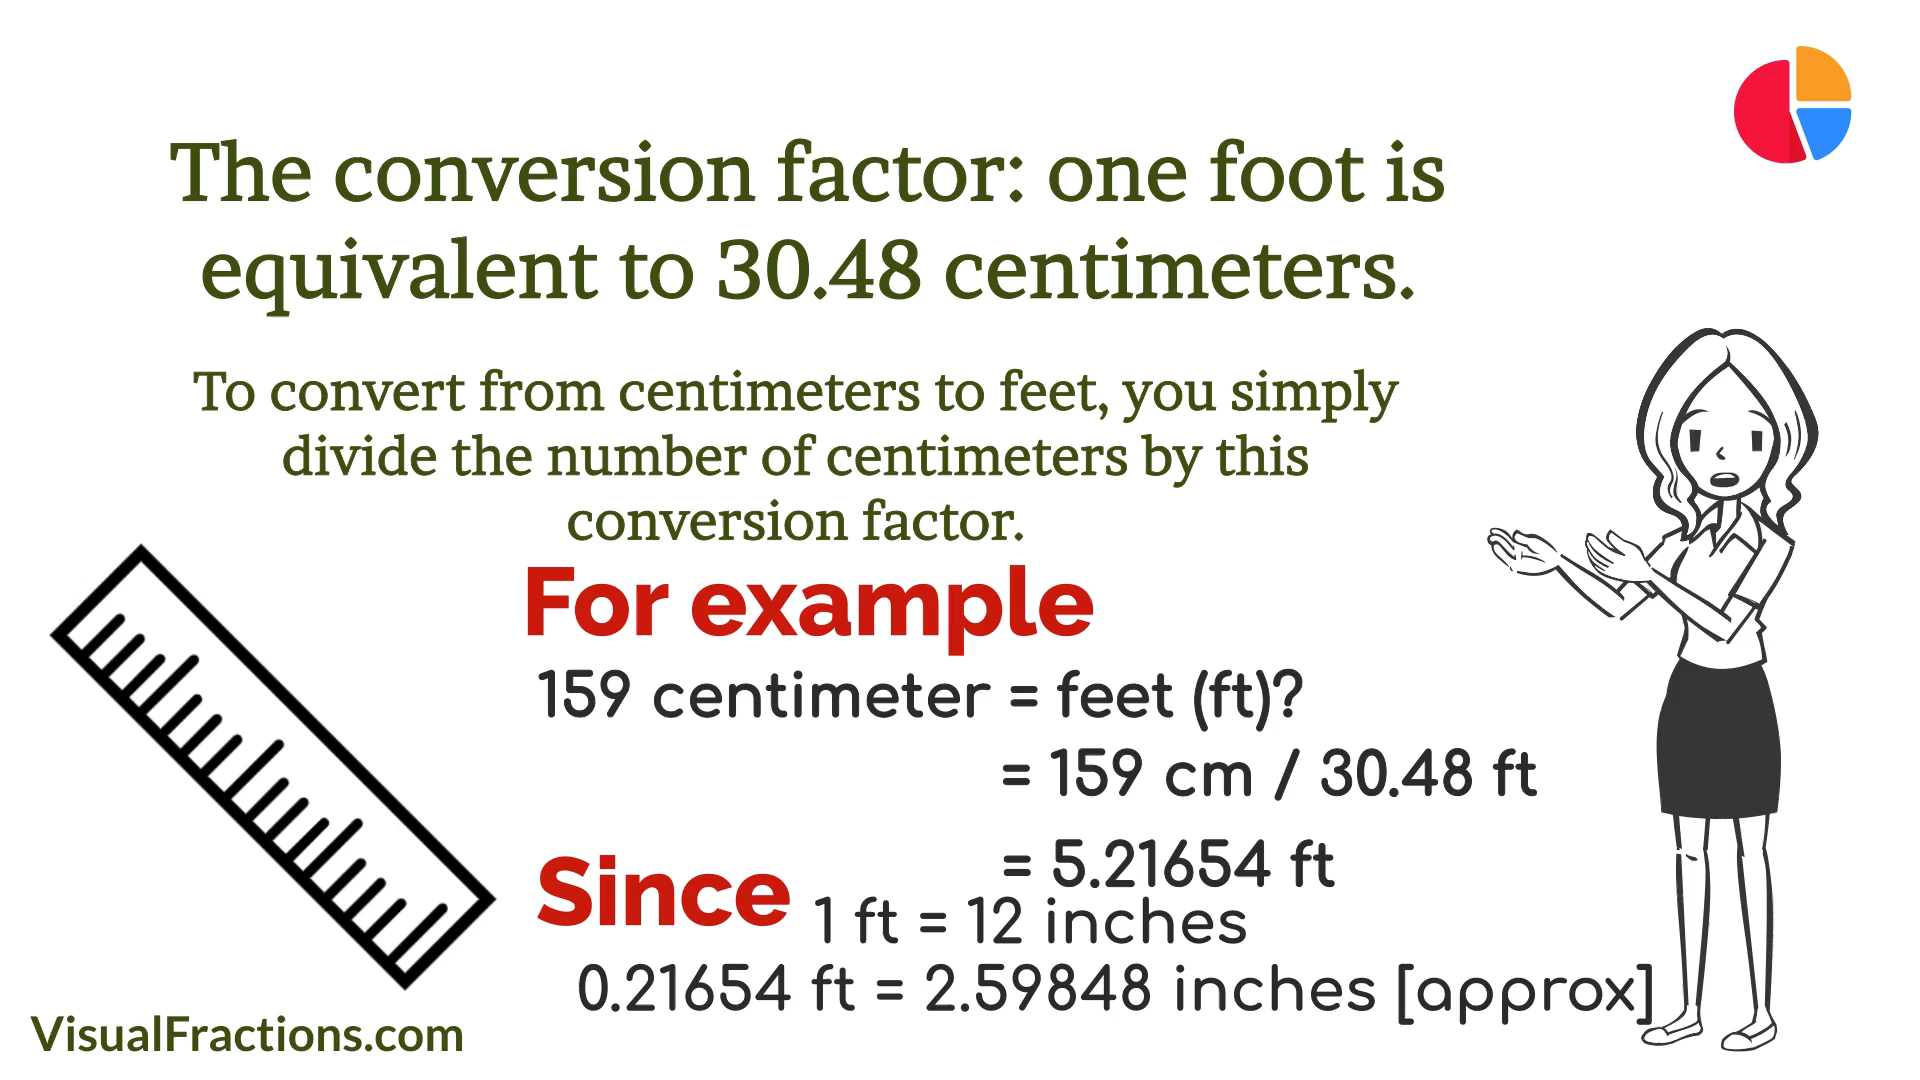 The conversion factor: one foot is
equivalent to 30.48 centimeters.
To convert from centimeters to feet, you simply
divide the number of centimeters by this
conversion factor.
For example
159 centimeter = feet (ft)?
= 159 cm / 30.48 ft
= 5.21654 ft
Since 1 ft = 12 inches
0.21654 ft = 2.59848 inches [approx]
VisualFractions.com